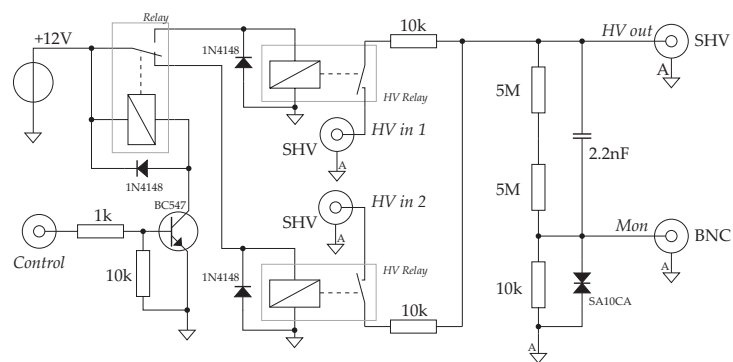 Relay
+12V
1N4148
10k
HV out
SHV
A
HV Relay
5M
HV in 1
SHV
A
2.2nF
1N4148
5M
BC547
HV in 2
SHV
A
1k
Control
10k
Mon
BNC
A
HV Relay
1N4148
10k
SA10CA
A
10k
A